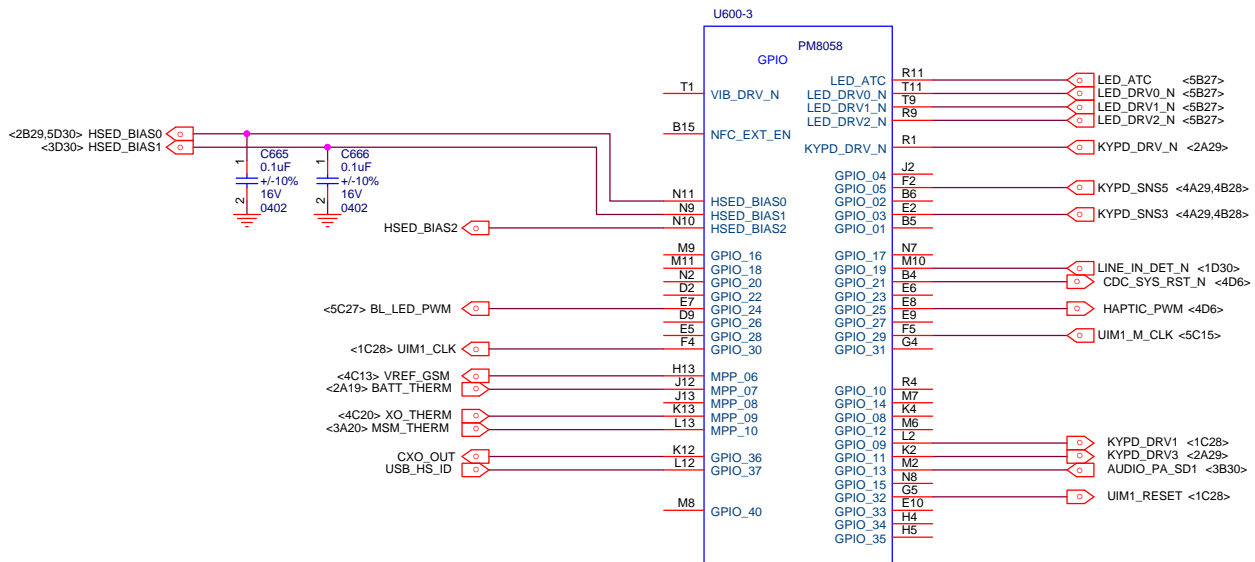 U600-3
PM8058
GPIO
T1 VIB_DRV_N
B15 NFC_EXT_EN
<2B29,5D30> HSED_BIAS0
<3D30> HSED_BIAS1
1 C665
0.1uF
+/-10%
2 16V
0402
1 C666
0.1uF
+/-10%
2 16V
0402
N11 HSED_BIAS0
N9 HSED_BIAS1
HSED_BIAS2 N10 HSED_BIAS2
M9 GPIO_16
M11 GPIO_18
N2 GPIO_20
D2 GPIO_22
<5C27> BL_LED_PWM E7 GPIO_24
D9 GPIO_26
E5 GPIO_28
<1C28> UIM1_CLK F4 GPIO_30
<4C13> VREF_GSM H13 MPP_06
<2A19> BATT_THERM J12 MPP_07
J13 MPP_08
<4C20> XO_THERM K13 MPP_09
<3A20> MSM_THERM L13 MPP_10
CXO_OUT K12 GPIO_36
USB_HS_ID L12 GPIO_37
M8 GPIO_40
LED_ATC R11 LED_ATC <5B27>
LED_DRV0_N T11 LED_DRV0_N <5B27>
LED_DRV1_N T9 LED_DRV1_N <5B27>
LED_DRV2_N R9 LED_DRV2_N <5B27>
KYPD_DRV_N R1 KYPD_DRV_N <2A29>
GPIO_04 J2
GPIO_05 F2 KYPD_SNS5 <4A29,4B28>
GPIO_02 B6
GPIO_03 E2 KYPD_SNS3 <4A29,4B28>
GPIO_01 B5
GPIO_17 N7
GPIO_19 M10 LINE_IN_DET_N <1D30>
GPIO_21 B4 CDC_SYS_RST_N <4D6>
GPIO_23 E6
GPIO_25 E8 HAPTIC_PWM <4D6>
GPIO_27 E9
GPIO_29 F5 UIM1_M_CLK <5C15>
GPIO_31 G4
GPIO_10 R4
GPIO_14 M7
GPIO_08 K4
GPIO_12 M6
GPIO_09 L2 KYPD_DRV1 <1C28>
GPIO_11 K2 KYPD_DRV3 <2A29>
GPIO_13 M2 AUDIO_PA_SD1 <3B30>
GPIO_15 N8
GPIO_32 G5 UIM1_RESET <1C28>
GPIO_33 E10
GPIO_34 H4
GPIO_35 H5